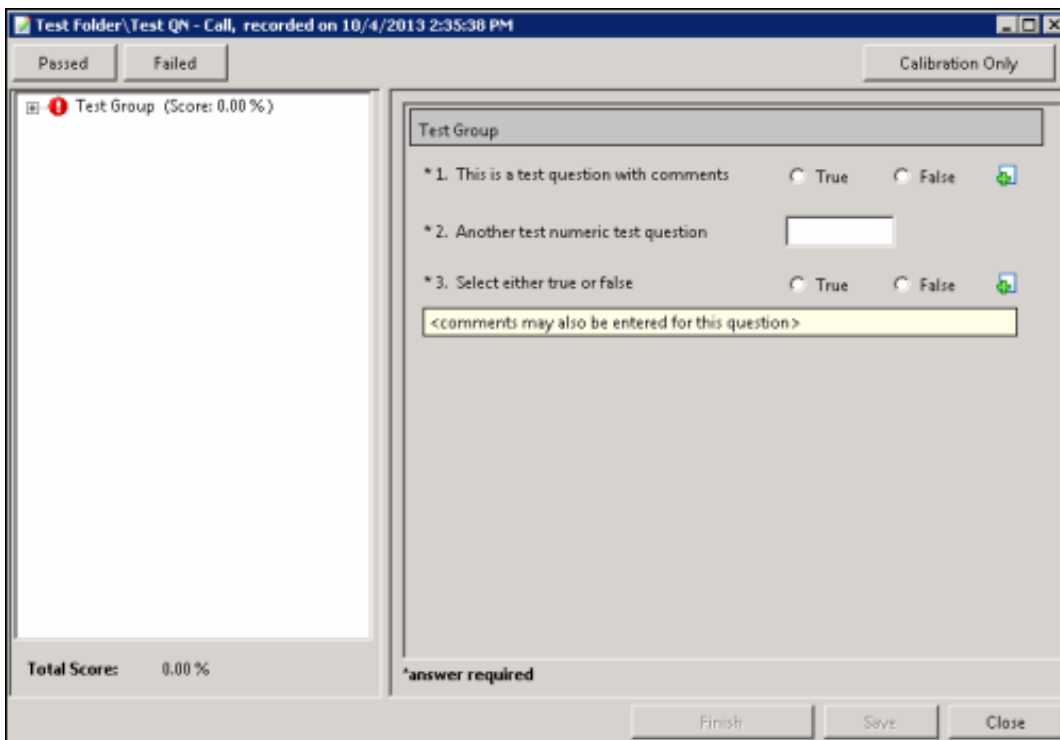 Test Folder\Test QN - Call, recorded on 10/4/2013 2:35:38 PM
Passed Failed Calibration Only
Test Group (Score: 0.00 %)
Test Group
* 1. This is a test question with comments True False
* 2. Another test numeric test question
* 3. Select either true or false True False
<comments may also be entered for this question>
Total Score: 0.00 %
*answer required
Finish Save Close